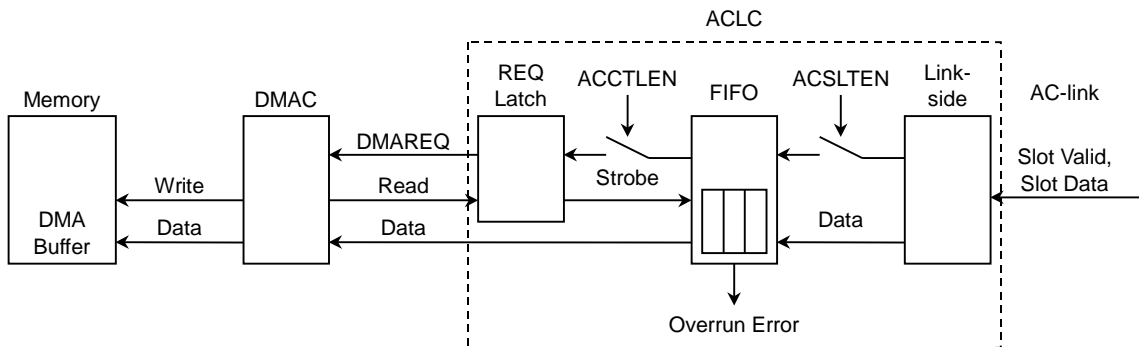 ACLC
Memory
DMAC
REQ
Latch
ACCTLEN
FIFO
ACSLTEN
Link-
side
AC-link
DMAREQ
Strobe
Slot Valid,
Slot Data
Write
Read
DMA
Buffer
Data
Data
Data
Overrun Error